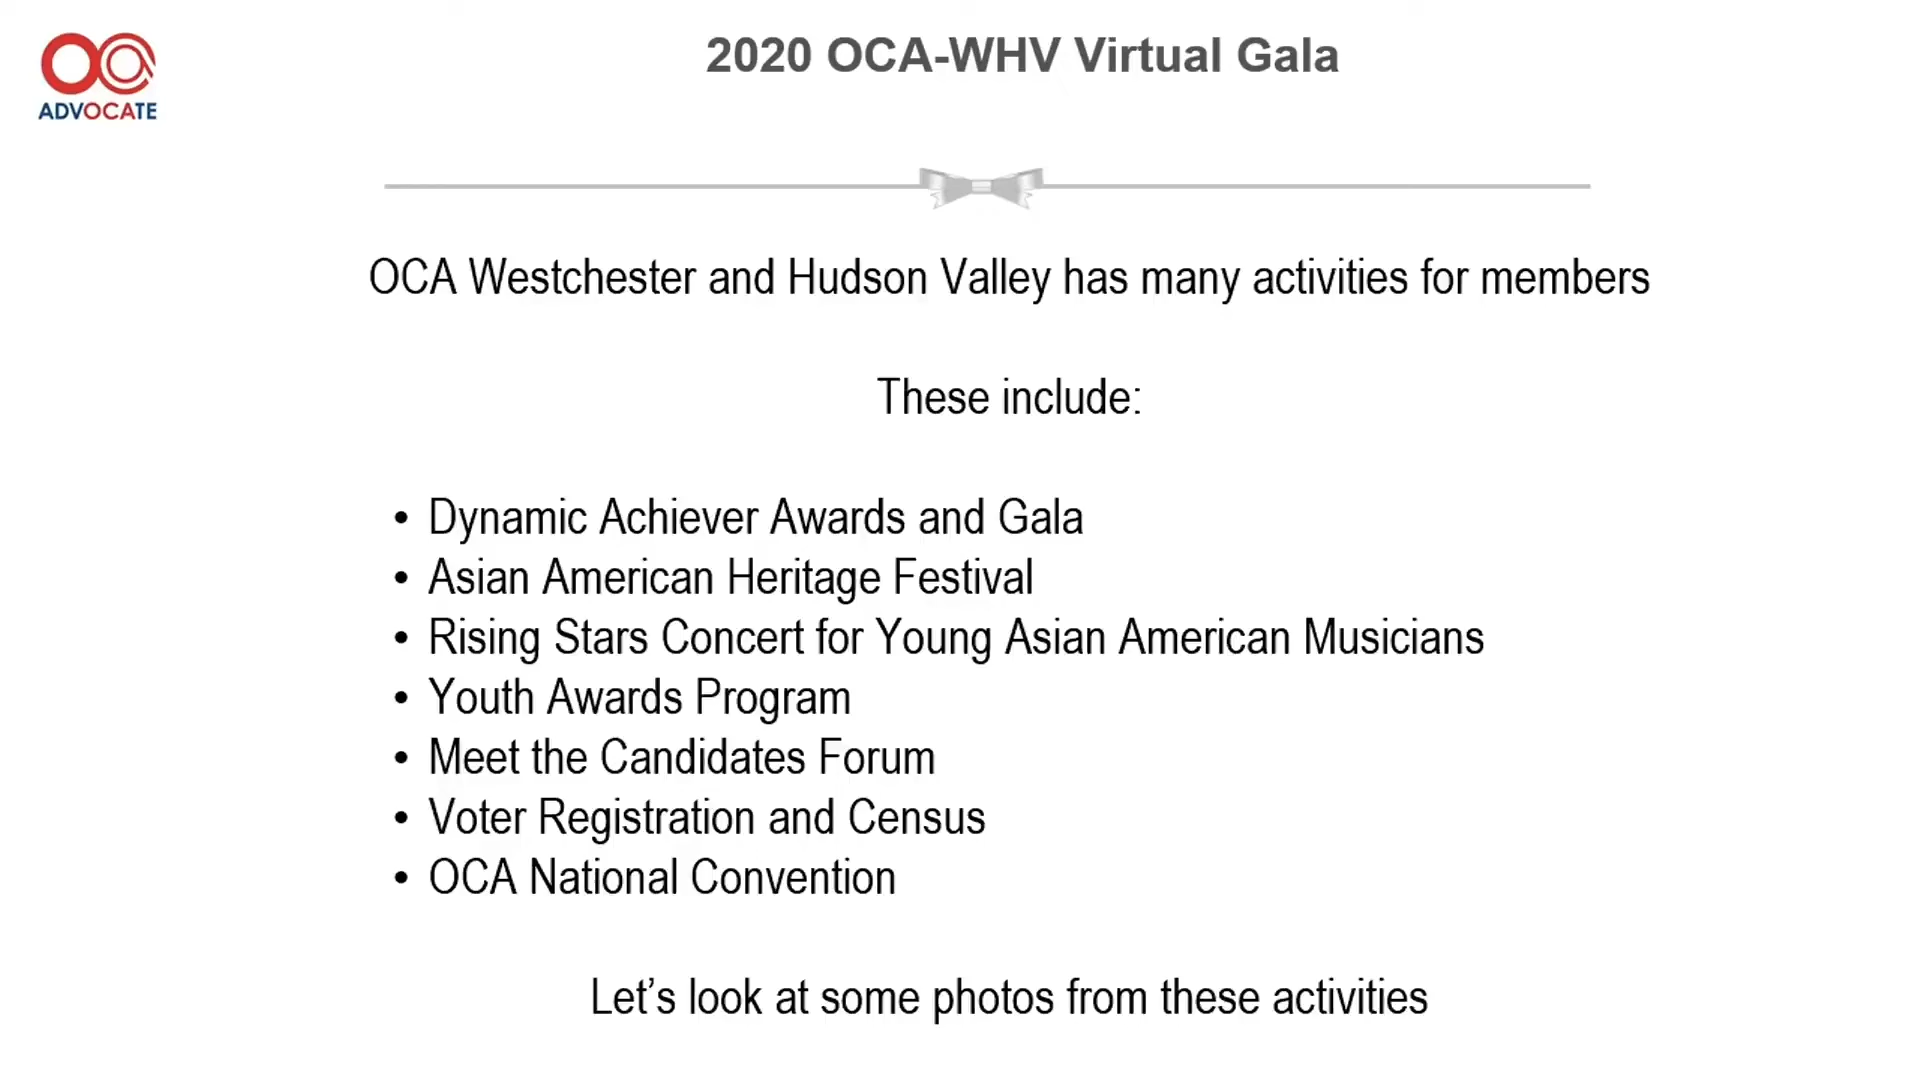 OCA
ADVOCATE
2020 OCA-WHV Virtual Gala
OCA Westchester and Hudson Valley has many activities for members
These include:
• Dynamic Achiever Awards and Gala
• Asian American Heritage Festival
• Rising Stars Concert for Young Asian American Musicians
• Youth Awards Program
• Meet the Candidates Forum
• Voter Registration and Census
• OCA National Convention
Let’s look at some photos from these activities